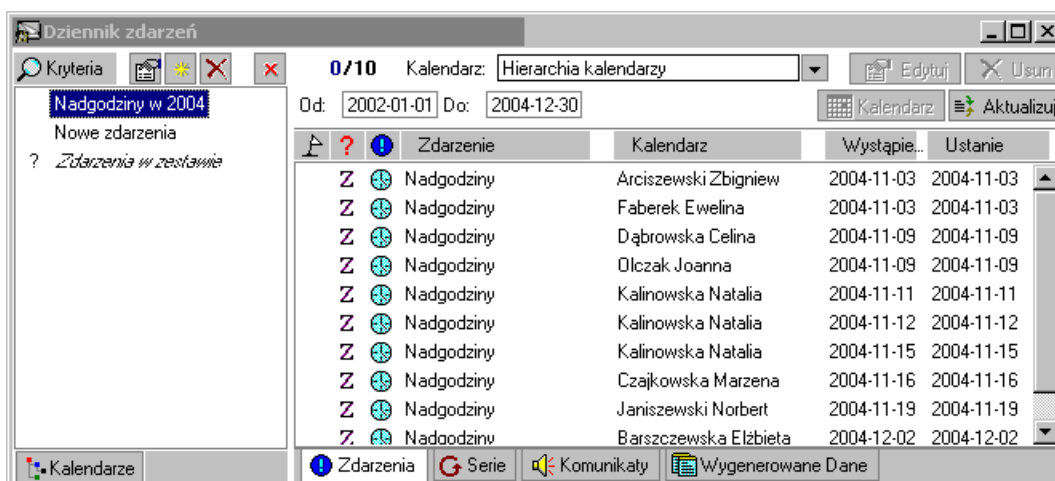 Dziennik zdarzeń
Kryteria 0/10 Kalendarz: Hierarchia kalendarzy Edytuj Usuń
Od: 2002-01-01 Do: 2004-12-30 Kalendarz Aktualizuj
Nadgodziny w 2004
Nowe zdarzenia
? Zdarzenia w zestawie
? Zdarzenie Kalendarz Wystąpie... Ustanie
Z Nadgodziny Arciszewski Zbigniew 2004-11-03 2004-11-03
Z Nadgodziny Faberek Ewelina 2004-11-03 2004-11-03
Z Nadgodziny Dąbrowska Celina 2004-11-09 2004-11-09
Z Nadgodziny Olczak Joanna 2004-11-09 2004-11-09
Z Nadgodziny Kalinowska Natalia 2004-11-11 2004-11-11
Z Nadgodziny Kalinowska Natalia 2004-11-12 2004-11-12
Z Nadgodziny Kalinowska Natalia 2004-11-15 2004-11-15
Z Nadgodziny Czajkowska Marzena 2004-11-16 2004-11-16
Z Nadgodziny Janiszewski Norbert 2004-11-19 2004-11-19
Z Nadgodziny Barszczewska Elżbieta 2004-12-02 2004-12-02
Kalendarze Zdarzenia Serie Komunikaty Wygenerowane Dane